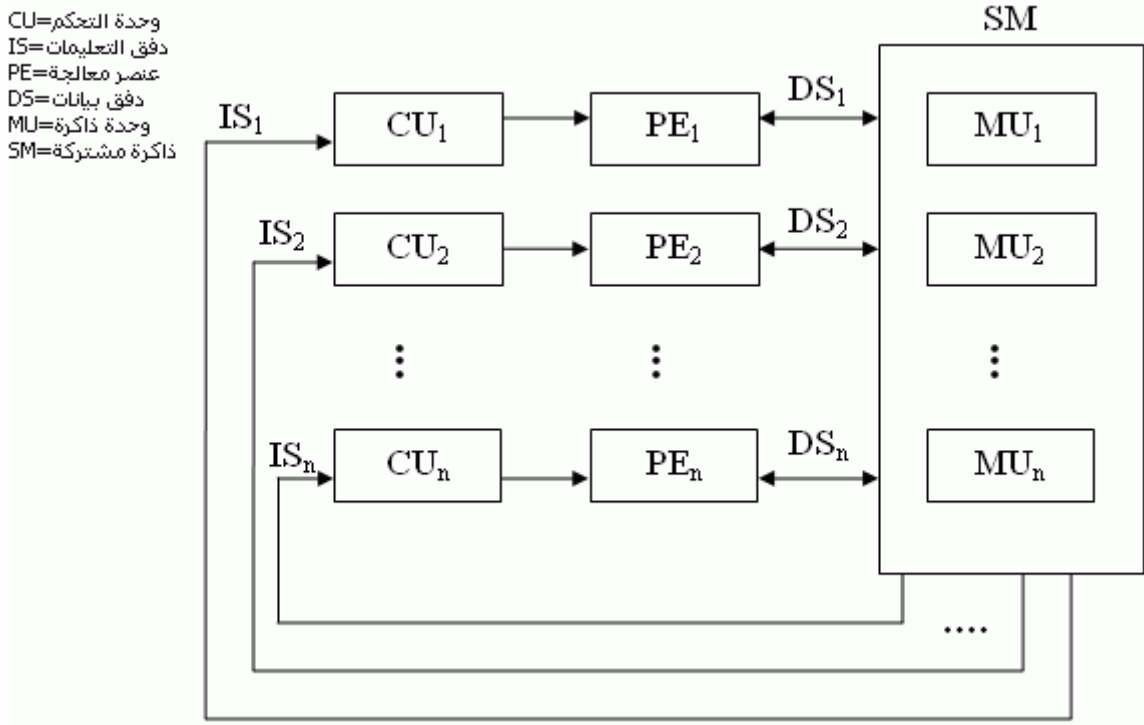 CU=وحدة التحكم
IS=دفق التعليمات
PE=عنصر معالجة
DS=دفق بيانات
MU=وحدة ذاكرة
SM=ذاكرة مشتركة
SM
IS₁ CU₁ PE₁ DS₁ MU₁
IS₂ CU₂ PE₂ DS₂ MU₂
ISₙ CUₙ PEₙ DSₙ MUₙ